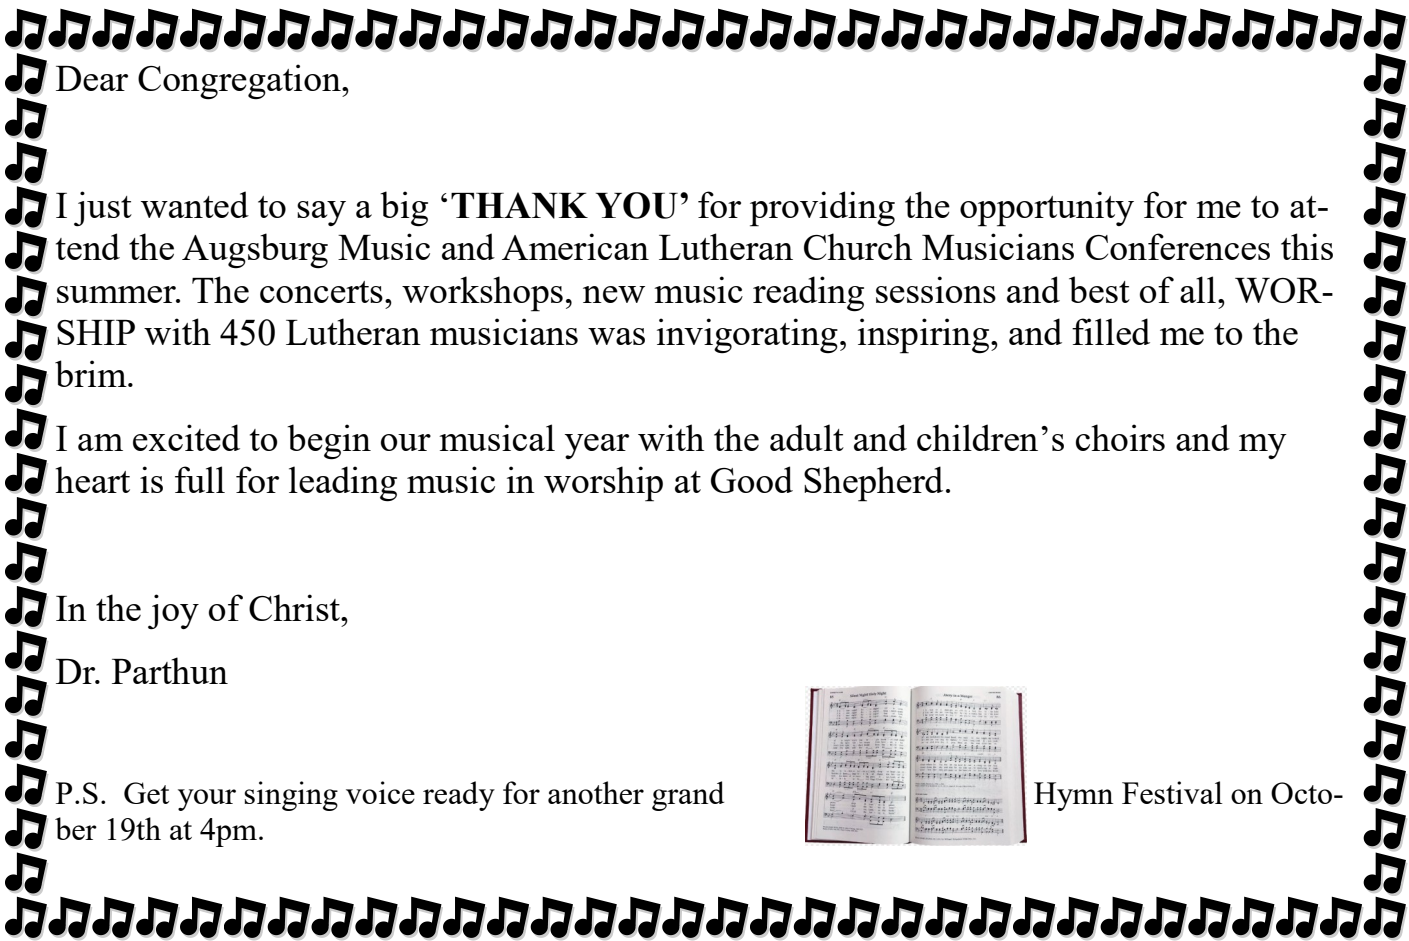 Dear Congregation,
I just wanted to say a big ‘THANK YOU’ for providing the opportunity for me to at-
tend the Augsburg Music and American Lutheran Church Musicians Conferences this
summer. The concerts, workshops, new music reading sessions and best of all, WOR-
SHIP with 450 Lutheran musicians was invigorating, inspiring, and filled me to the
brim.
I am excited to begin our musical year with the adult and children’s choirs and my
heart is full for leading music in worship at Good Shepherd.
In the joy of Christ,
Dr. Parthun
P.S.  Get your singing voice ready for another grand Hymn Festival on Octo-
ber 19th at 4pm.